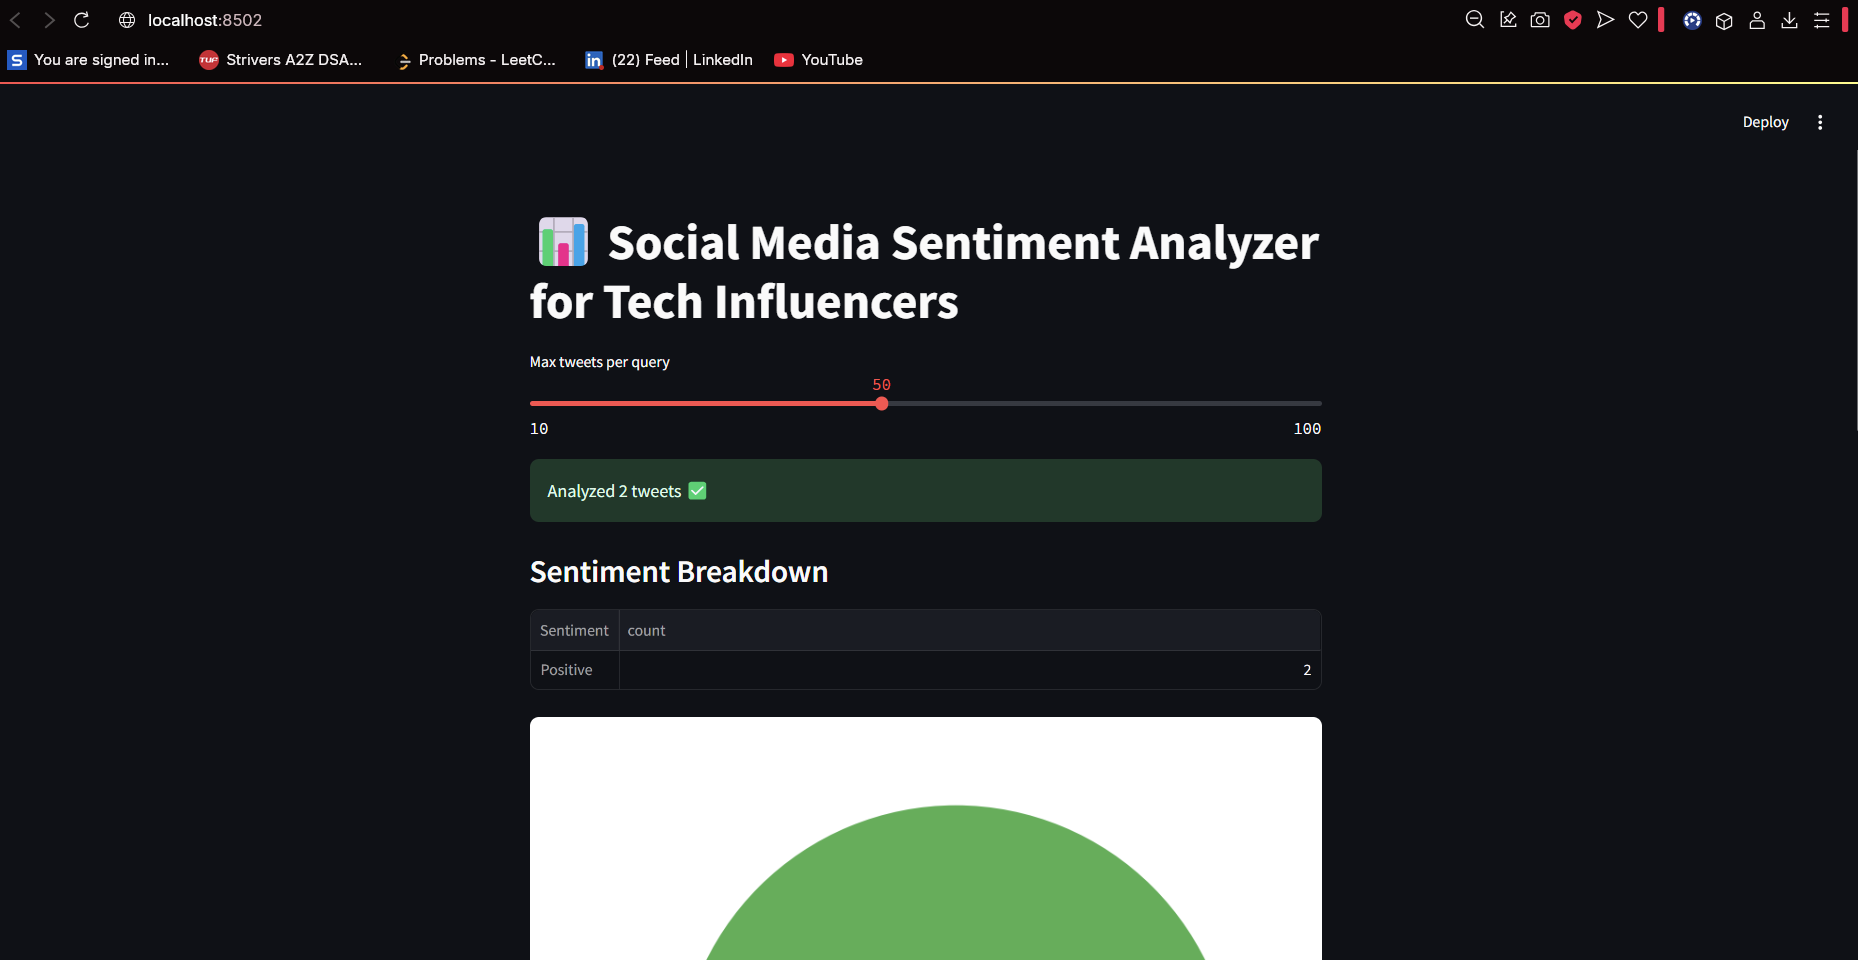 localhost:8502
You are signed in... Strivers A2Z DSA... Problems - LeetC... (22) Feed | LinkedIn YouTube
Deploy
Social Media Sentiment Analyzer
for Tech Influencers
Max tweets per query
50
10 100
Analyzed 2 tweets ✅
Sentiment Breakdown
Sentiment count
Positive 2